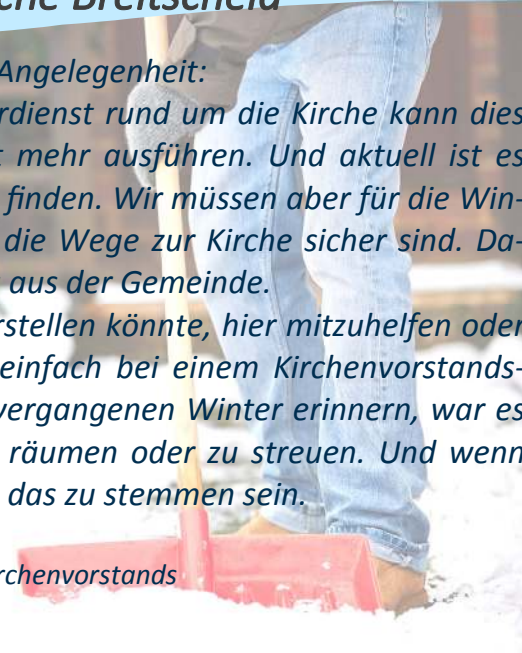 che Breitscheid
Angelegenheit:
rdienst rund um die Kirche kann dies
t mehr ausführen. Und aktuell ist es
finden. Wir müssen aber für die Win-
die Wege zur Kirche sicher sind. Da-
aus der Gemeinde.
rstellen könnte, hier mitzuhelfen oder
einfach bei einem Kirchenvorstands-
vergangenen Winter erinnern, war es
räumen oder zu streuen. Und wenn
das zu stemmen sein.
rchenvorstands